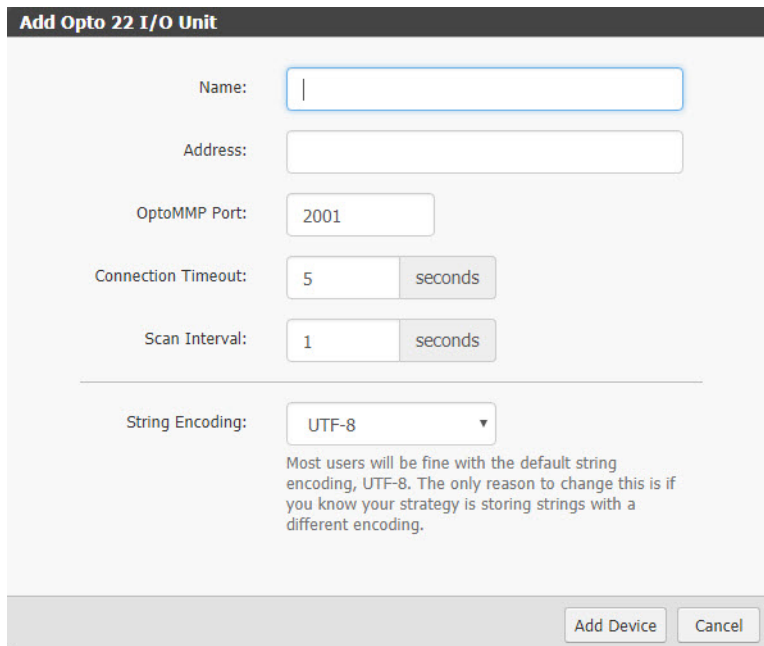 Add Opto 22 I/O Unit
Name:
Address:
OptoMMP Port: 2001
Connection Timeout: 5 seconds
Scan Interval: 1 seconds
String Encoding: UTF-8
Most users will be fine with the default string
encoding, UTF-8. The only reason to change this is if
you know your strategy is storing strings with a
different encoding.
Add Device Cancel